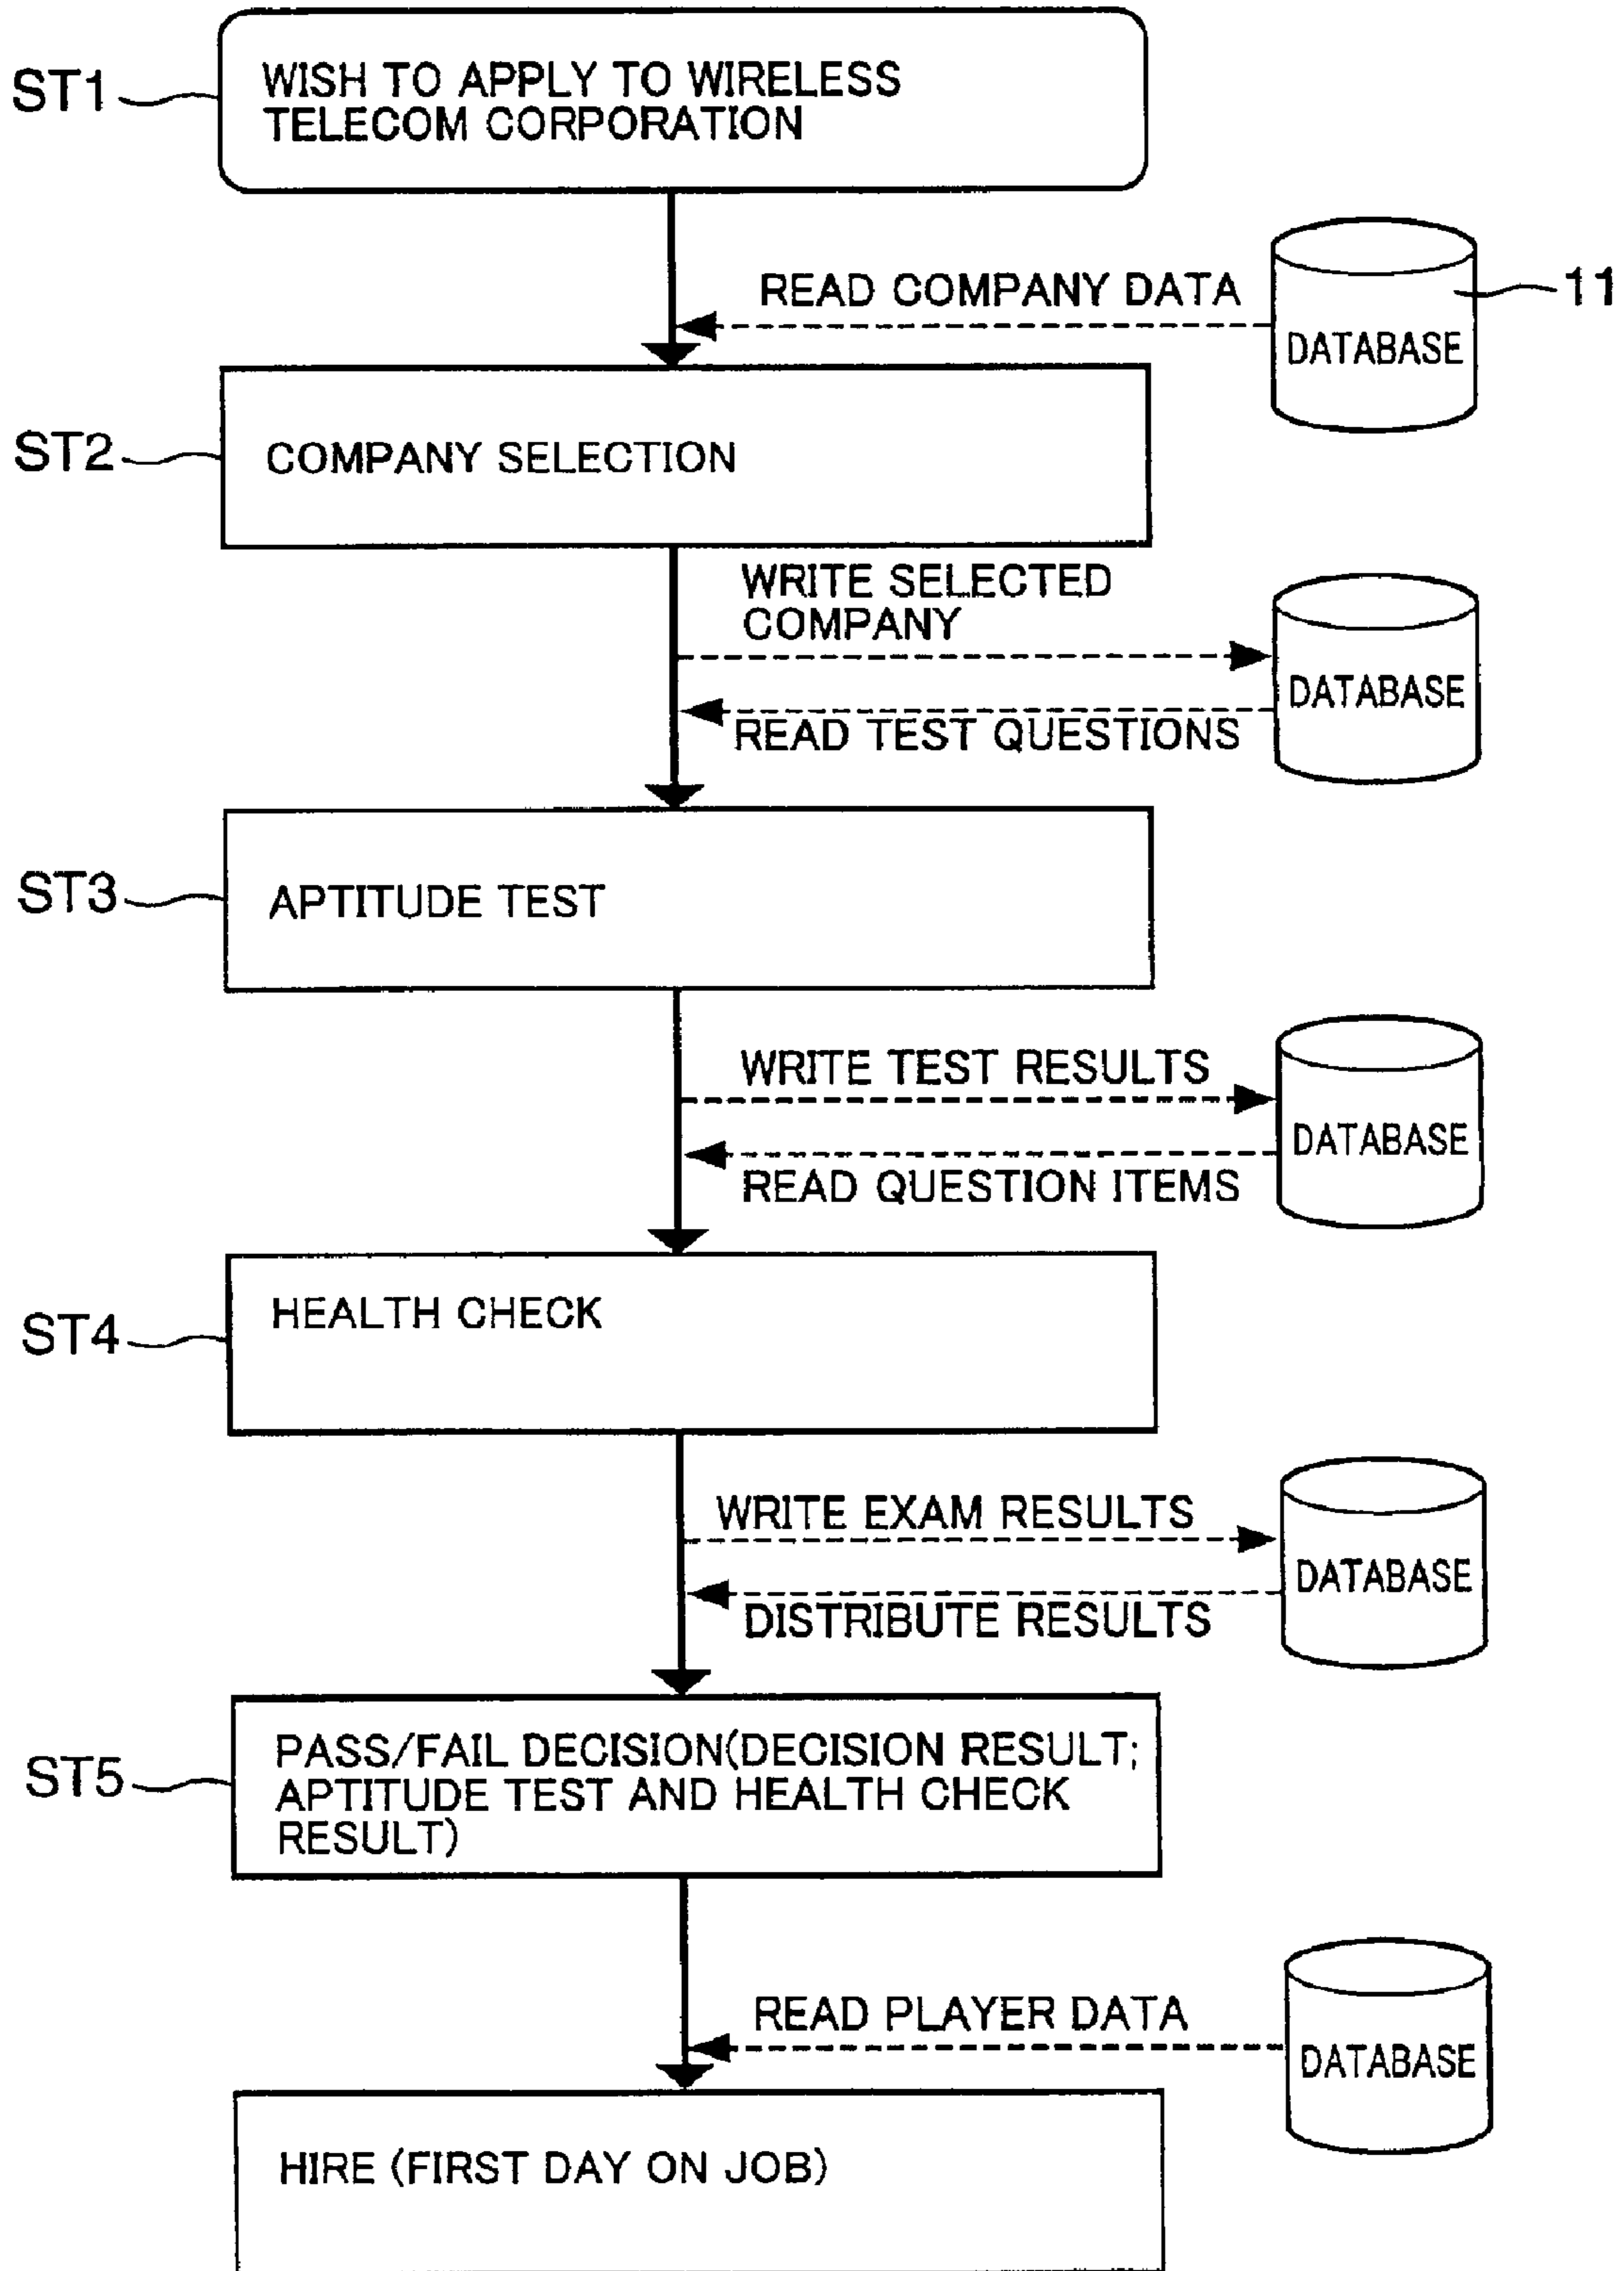 ST1
WISH TO APPLY TO WIRELESS
TELECOM CORPORATION
READ COMPANY DATA
11
DATABASE
ST2
COMPANY SELECTION
WRITE SELECTED
COMPANY
DATABASE
READ TEST QUESTIONS
ST3
APTITUDE TEST
WRITE TEST RESULTS
DATABASE
READ QUESTION ITEMS
ST4
HEALTH CHECK
WRITE EXAM RESULTS
DATABASE
DISTRIBUTE RESULTS
ST5
PASS/FAIL DECISION(DECISION RESULT;
APTITUDE TEST AND HEALTH CHECK
RESULT)
READ PLAYER DATA
DATABASE
HIRE (FIRST DAY ON JOB)